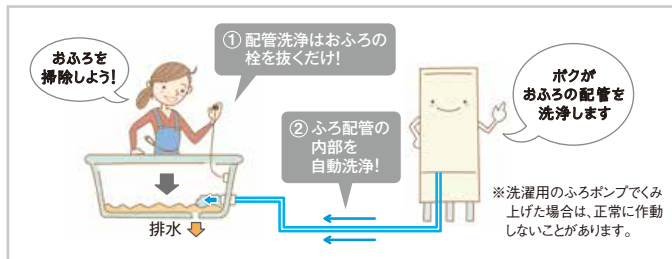 おふろを
掃除しよう!
① 配管洗浄はおふろの
栓を抜くだけ!
② ふろ配管の
内部を
自動洗浄!
排水
ボクが
おふろの配管を
洗浄します
※洗濯用のふろポンプでくみ
上げた場合は、正常に作動
しないことがあります。